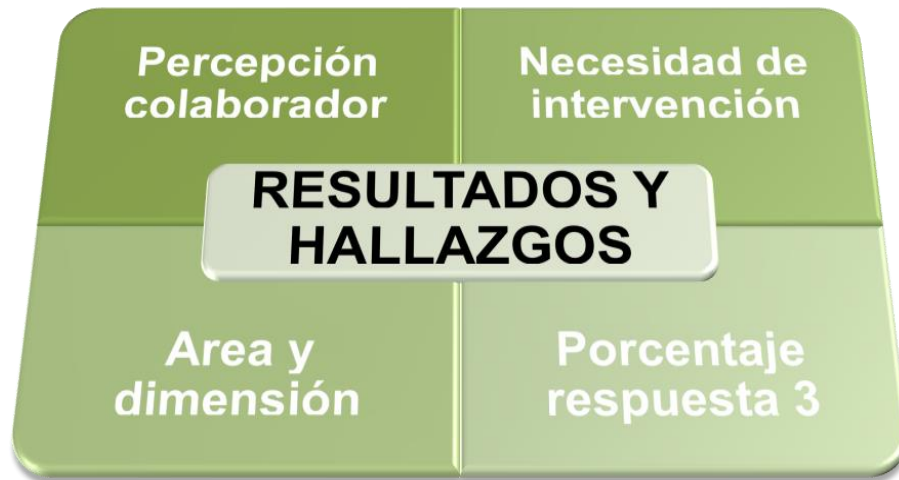 Percepción
colaborador
Necesidad de
intervención
RESULTADOS Y
HALLAZGOS
Area y
dimensión
Porcentaje
respuesta 3